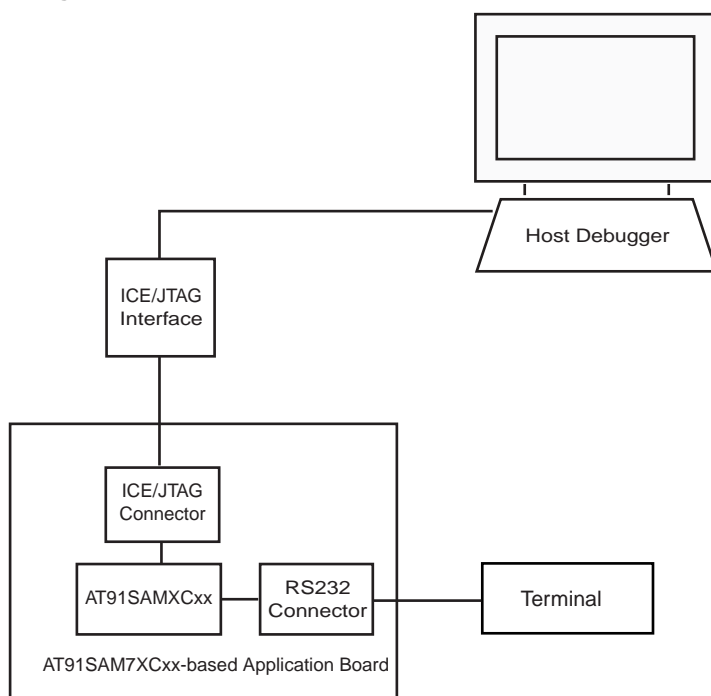 Host Debugger
ICE/JTAG
Interface
ICE/JTAG
Connector
AT91SAMXCxx
RS232
Connector
Terminal
AT91SAM7XCxx-based Application Board